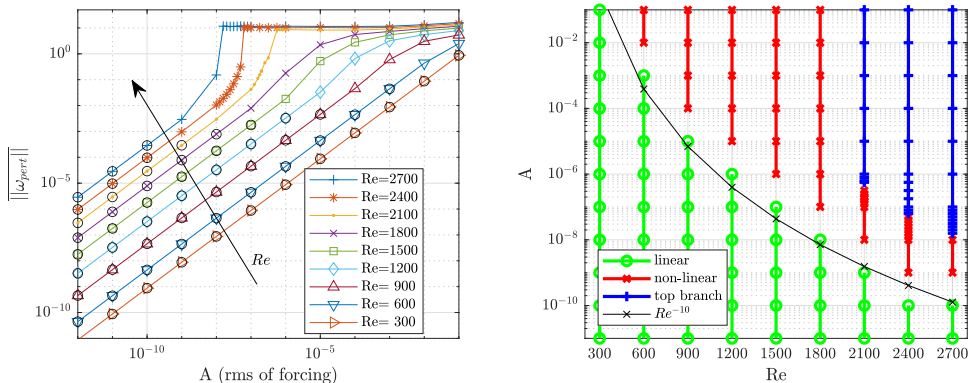 10^0
10^-5
10^-10
10^-10
10^-5
||ω_pert||
A (rms of forcing)
Re
Re=2700
Re=2400
Re=2100
Re=1800
Re=1500
Re=1200
Re= 900
Re= 600
Re= 300
A
10^0
10^-2
10^-4
10^-6
10^-8
10^-10
linear
non-linear
top branch
Re^-10
300 600 900 1200 1500 1800 2100 2400 2700
Re